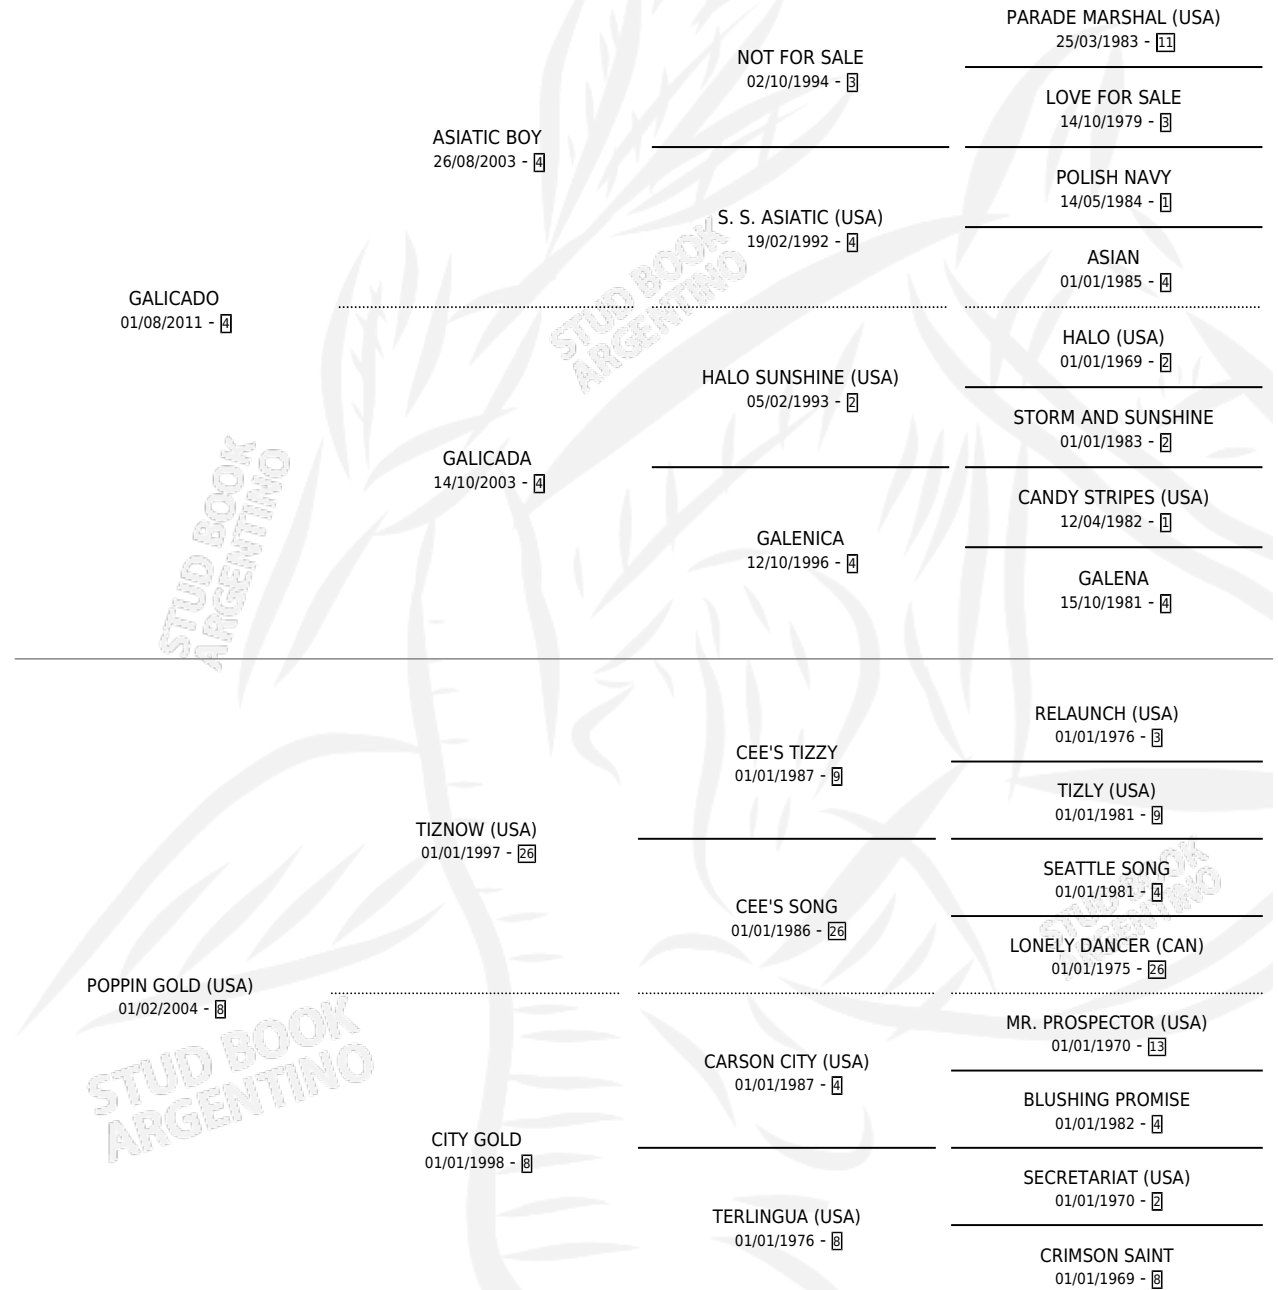 PARADE MARSHAL (USA)
25/03/1983 - 11
NOT FOR SALE
02/10/1994 - 3
LOVE FOR SALE
14/10/1979 - 3
ASIATIC BOY
26/08/2003 - 4
POLISH NAVY
14/05/1984 - 1
S. S. ASIATIC (USA)
19/02/1992 - 4
ASIAN
01/01/1985 - 4
GALICADO
01/08/2011 - 4
HALO (USA)
01/01/1969 - 2
HALO SUNSHINE (USA)
05/02/1993 - 2
STORM AND SUNSHINE
01/01/1983 - 2
GALICADA
14/10/2003 - 4
CANDY STRIPES (USA)
12/04/1982 - 1
GALENICA
12/10/1996 - 4
GALENA
15/10/1981 - 4
RELAUNCH (USA)
01/01/1976 - 3
CEE'S TIZZY
01/01/1987 - 9
TIZLY (USA)
01/01/1981 - 9
TIZNOW (USA)
01/01/1997 - 26
SEATTLE SONG
01/01/1981 - 4
CEE'S SONG
01/01/1986 - 26
LONELY DANCER (CAN)
01/01/1975 - 26
POPPIN GOLD (USA)
01/02/2004 - 8
MR. PROSPECTOR (USA)
01/01/1970 - 13
CARSON CITY (USA)
01/01/1987 - 4
BLUSHING PROMISE
01/01/1982 - 4
CITY GOLD
01/01/1998 - 8
SECRETARIAT (USA)
01/01/1970 - 2
TERLINGUA (USA)
01/01/1976 - 8
CRIMSON SAINT
01/01/1969 - 8
STUD BOOK
ARGENTINO
STUD BOOK
ARGENTINO
STUD BOOK
ARGENTINO
STUD BOOK
ARGENTINO